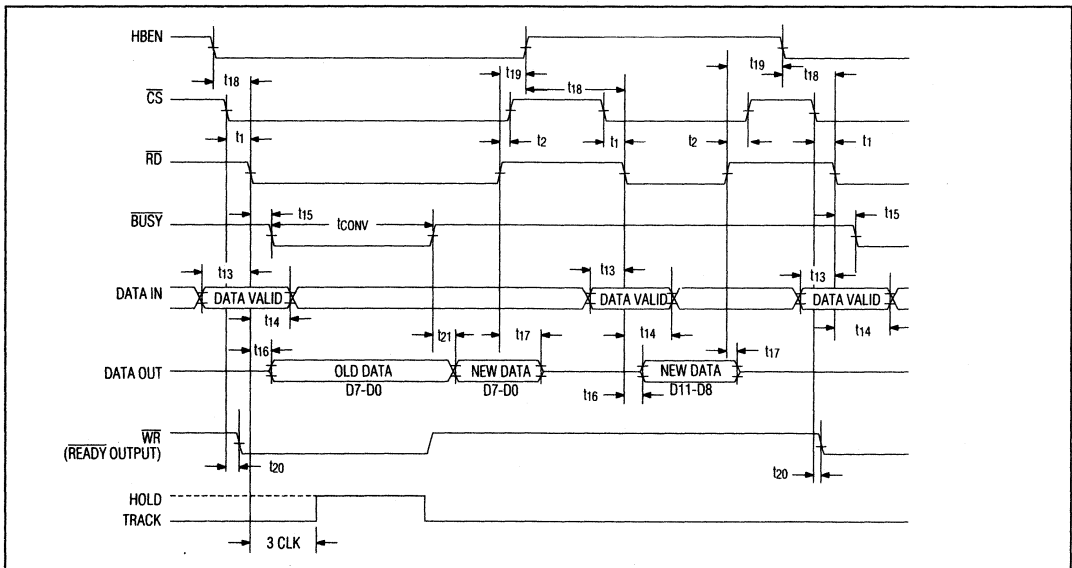 HBEN
t19
t18
t19
t18
t18
CS
t1
t2
t1
t2
t1
RD
BUSY
t15
tCONV
t15
t13
t13
t13
DATA IN
DATA VALID
DATA VALID
DATA VALID
t14
t14
t14
t16
t21
t17
t17
DATA OUT
OLD DATA
D7-D0
NEW DATA
D7-D0
t16
NEW DATA
D11-D8
WR
(READY OUTPUT)
t20
t20
HOLD
TRACK
3 CLK